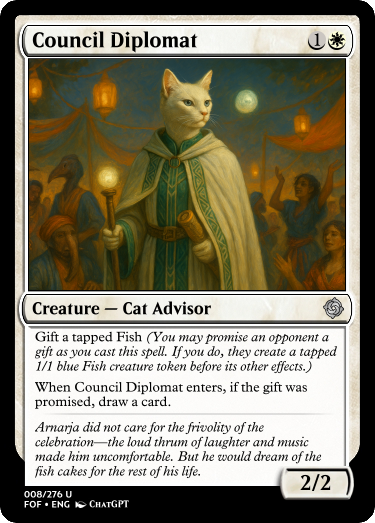 Council Diplomat 1
Creature — Cat Advisor
Gift a tapped Fish (You may promise an opponent a
gift as you cast this spell. If you do, they create a tapped
1/1 blue Fish creature token before its other effects.)
When Council Diplomat enters, if the gift was
promised, draw a card.
Arnarja did not care for the frivolity of the
celebration—the loud thrum of laughter and music
made him uncomfortable. But he would dream of the
fish cakes for the rest of his life.
2/2
008/276 U
FOF • ENG ChatGPT